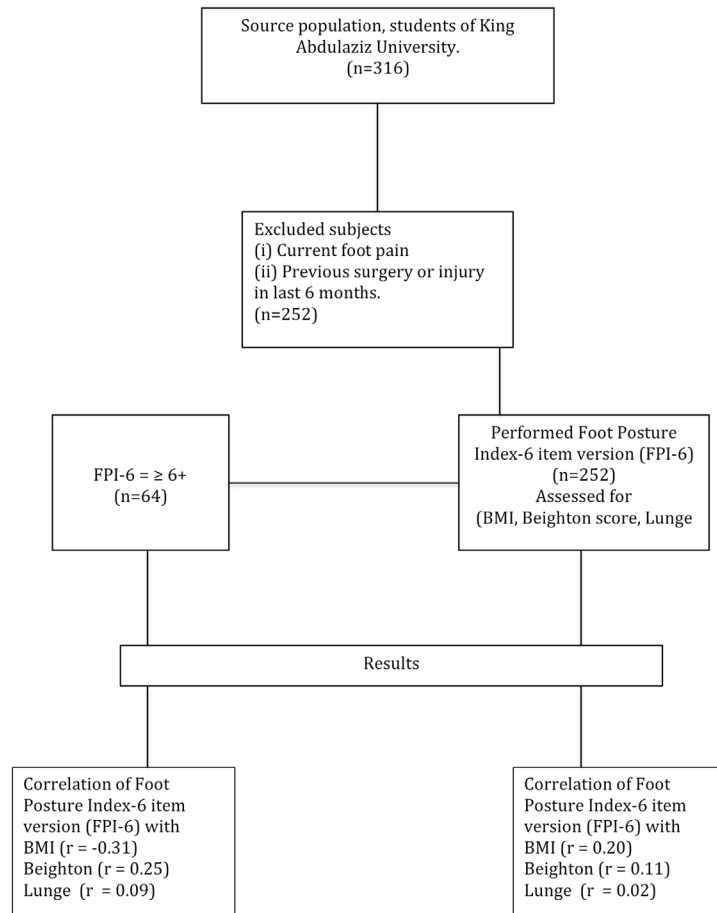 Source population, students of King
Abdulaziz University.
(n=316)
Excluded subjects
(i) Current foot pain
(ii) Previous surgery or injury
in last 6 months.
(n=252)
FPI-6 = ≥ 6+
(n=64)
Performed Foot Posture
Index-6 item version (FPI-6)
(n=252)
Assessed for
(BMI, Beighton score, Lunge
Results
Correlation of Foot
Posture Index-6 item
version (FPI-6) with
BMI (r = -0.31)
Beighton (r = 0.25)
Lunge (r = 0.09)
Correlation of Foot
Posture Index-6 item
version (FPI-6) with
BMI (r = 0.20)
Beighton (r = 0.11)
Lunge (r = 0.02)